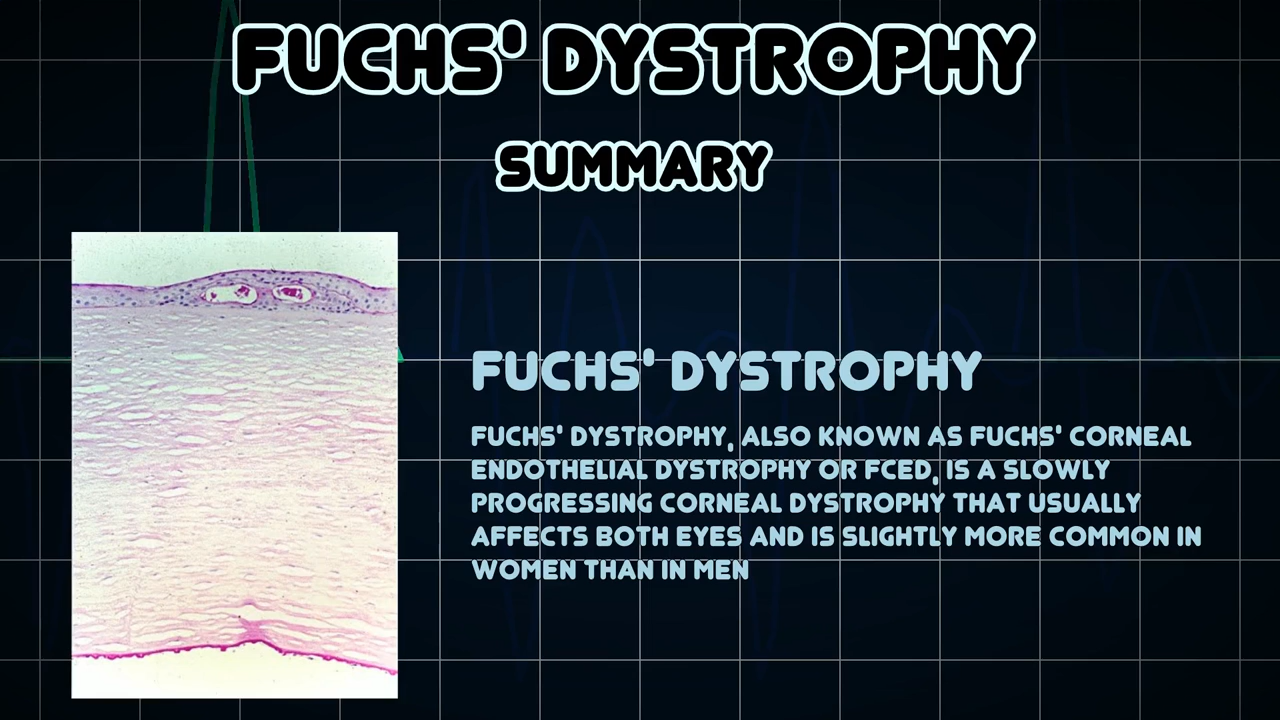 FUCHS' DYSTROPHY
SUMMARY
FUCHS' DYSTROPHY
FUCHS' DYSTROPHY, ALSO KNOWN AS FUCHS' CORNEAL
ENDOTHELIAL DYSTROPHY OR FCED, IS A SLOWLY
PROGRESSING CORNEAL DYSTROPHY THAT USUALLY
AFFECTS BOTH EYES AND IS SLIGHTLY MORE COMMON IN
WOMEN THAN IN MEN